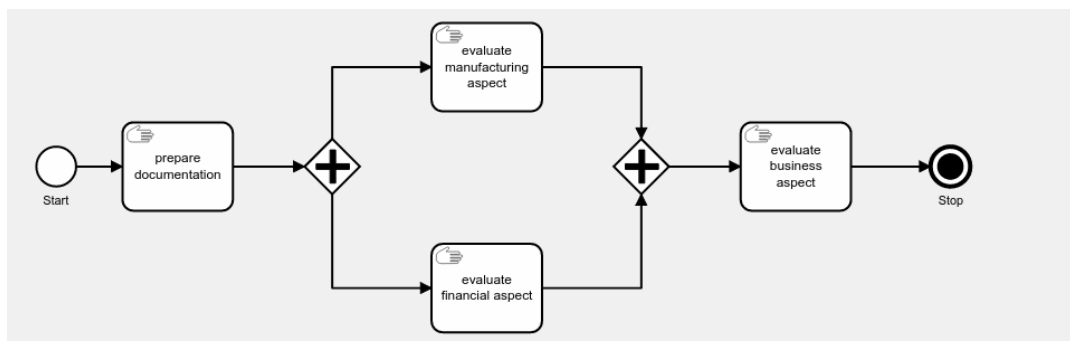 evaluate
manufacturing
aspect
Start
prepare
documentation
evaluate
business
aspect
Stop
evaluate
financial aspect